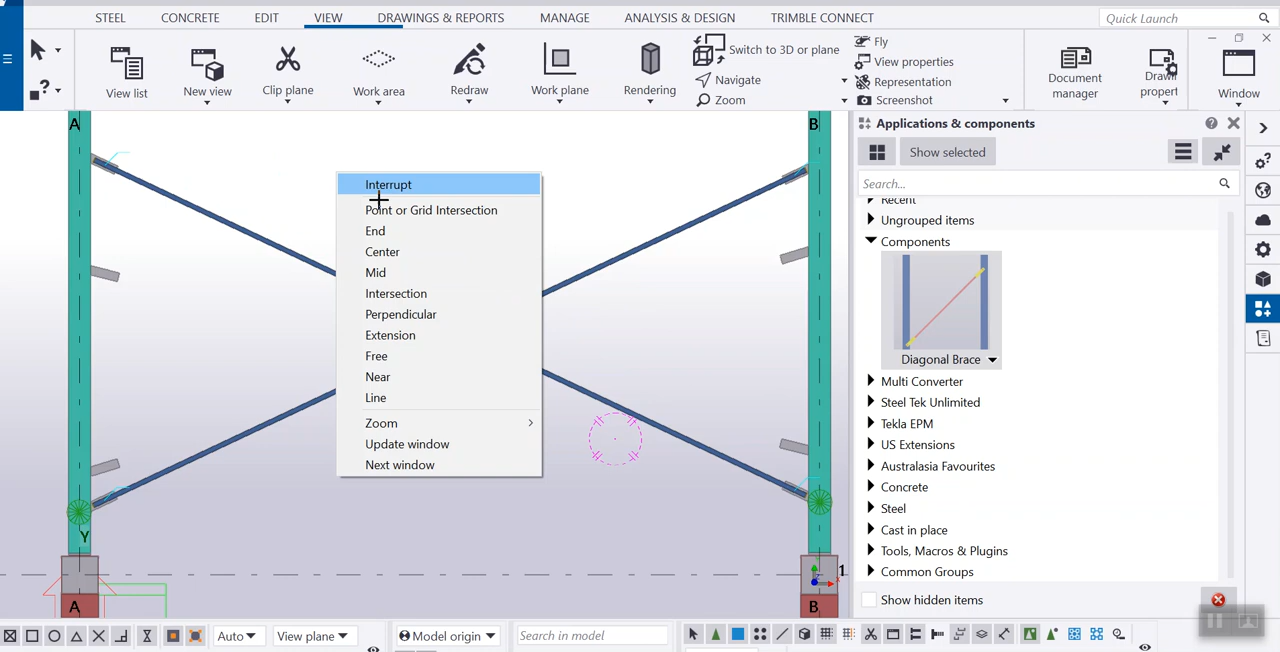 STEEL CONCRETE EDIT VIEW DRAWINGS & REPORTS MANAGE ANALYSIS & DESIGN TRIMBLE CONNECT Quick Launch
View list New view Clip plane Work area Redraw Work plane Rendering
Switch to 3D or plane
Navigate
Zoom
Fly
View properties
Representation
Screenshot
Document
manager
Drawi
propert
Window
A
B
Applications & components
Show selected
Search...
Recent
Ungrouped items
Components
Diagonal Brace
Multi Converter
Steel Tek Unlimited
Tekla EPM
US Extensions
Australasia Favourites
Concrete
Steel
Cast in place
Tools, Macros & Plugins
Common Groups
Show hidden items
Interrupt
Point or Grid Intersection
End
Center
Mid
Intersection
Perpendicular
Extension
Free
Near
Line
Zoom
Update window
Next window
Y
1
x
A
B
Auto View plane Model origin Search in model